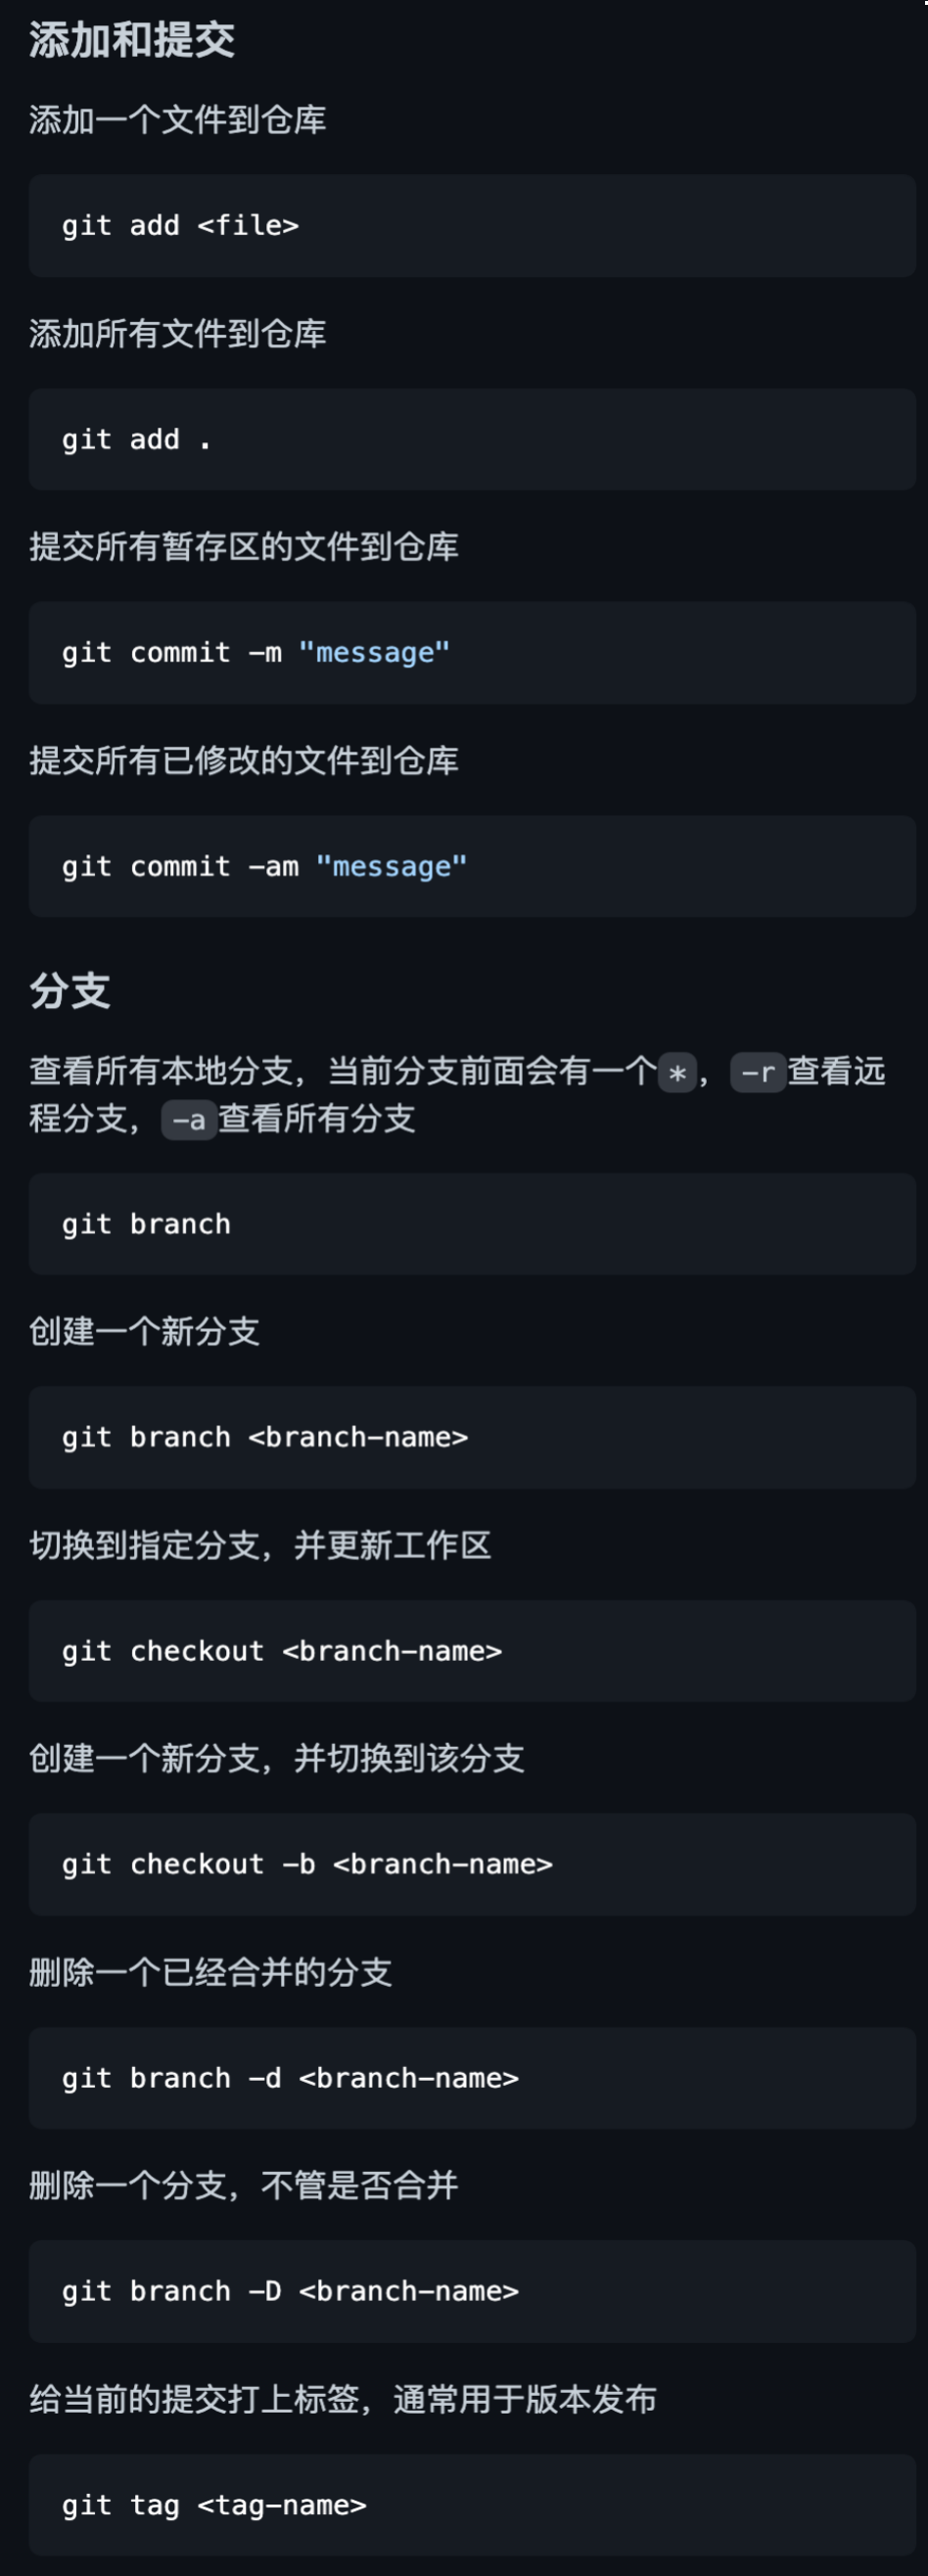 添加和提交
添加一个文件到仓库
git add <file>
添加所有文件到仓库
git add .
提交所有暂存区的文件到仓库
git commit -m "message"
提交所有已修改的文件到仓库
git commit -am "message"
分支
查看所有本地分支，当前分支前面会有一个*，-r查看远
程分支，-a查看所有分支
git branch
创建一个新分支
git branch <branch-name>
切换到指定分支，并更新工作区
git checkout <branch-name>
创建一个新分支，并切换到该分支
git checkout -b <branch-name>
删除一个已经合并的分支
git branch -d <branch-name>
删除一个分支，不管是否合并
git branch -D <branch-name>
给当前的提交打上标签，通常用于版本发布
git tag <tag-name>